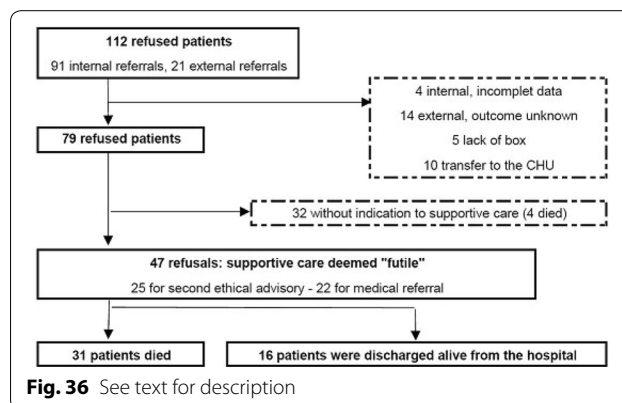 112 refused patients
91 internal referrals, 21 external referrals
4 internal, incomplet data
14 external, outcome unknown
5 lack of box
10 transfer to the CHU
79 refused patients
32 without indication to supportive care (4 died)
47 refusals: supportive care deemed "futile"
25 for second ethical advisory - 22 for medical referral
31 patients died
16 patients were discharged alive from the hospital
Fig. 36 See text for description